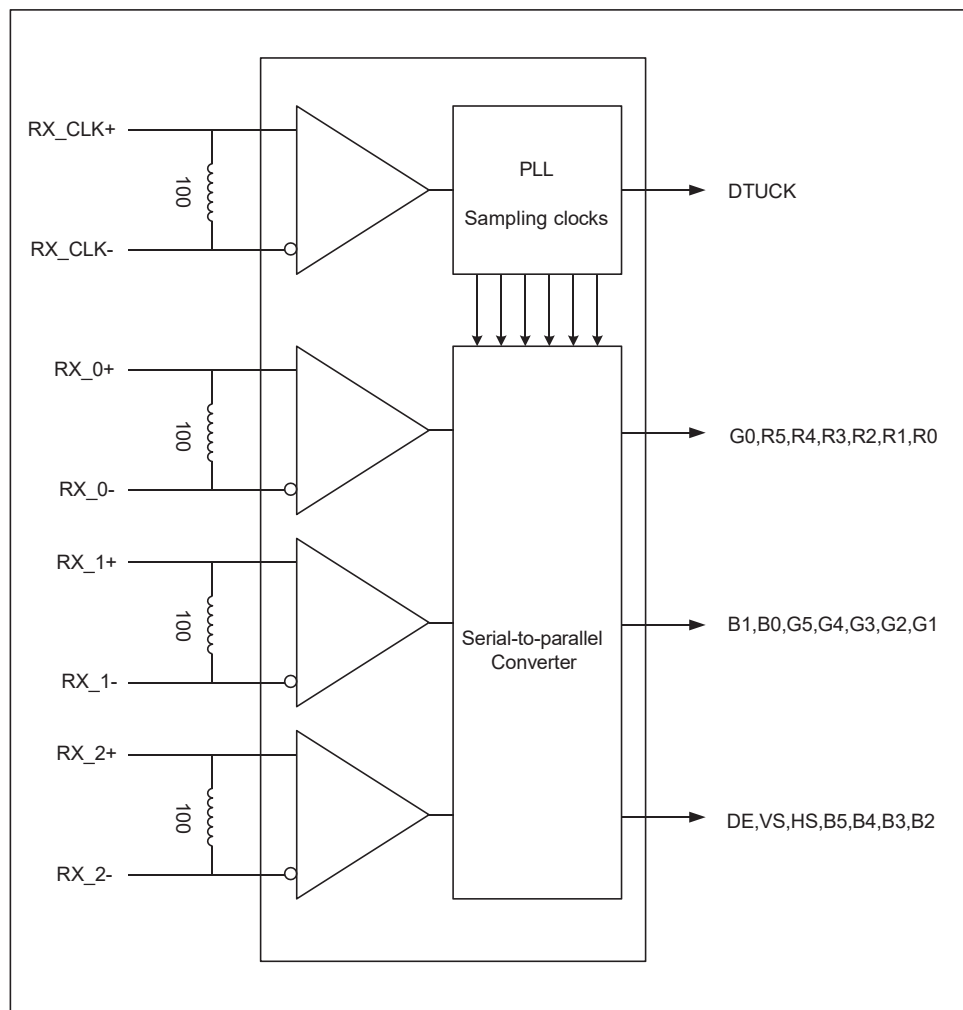 RX_CLK+
100
RX_CLK-
PLL
Sampling clocks
DTUCK
RX_0+
100
RX_0-
G0,R5,R4,R3,R2,R1,R0
RX_1+
100
RX_1-
Serial-to-parallel
Converter
B1,B0,G5,G4,G3,G2,G1
RX_2+
100
RX_2-
DE,VS,HS,B5,B4,B3,B2